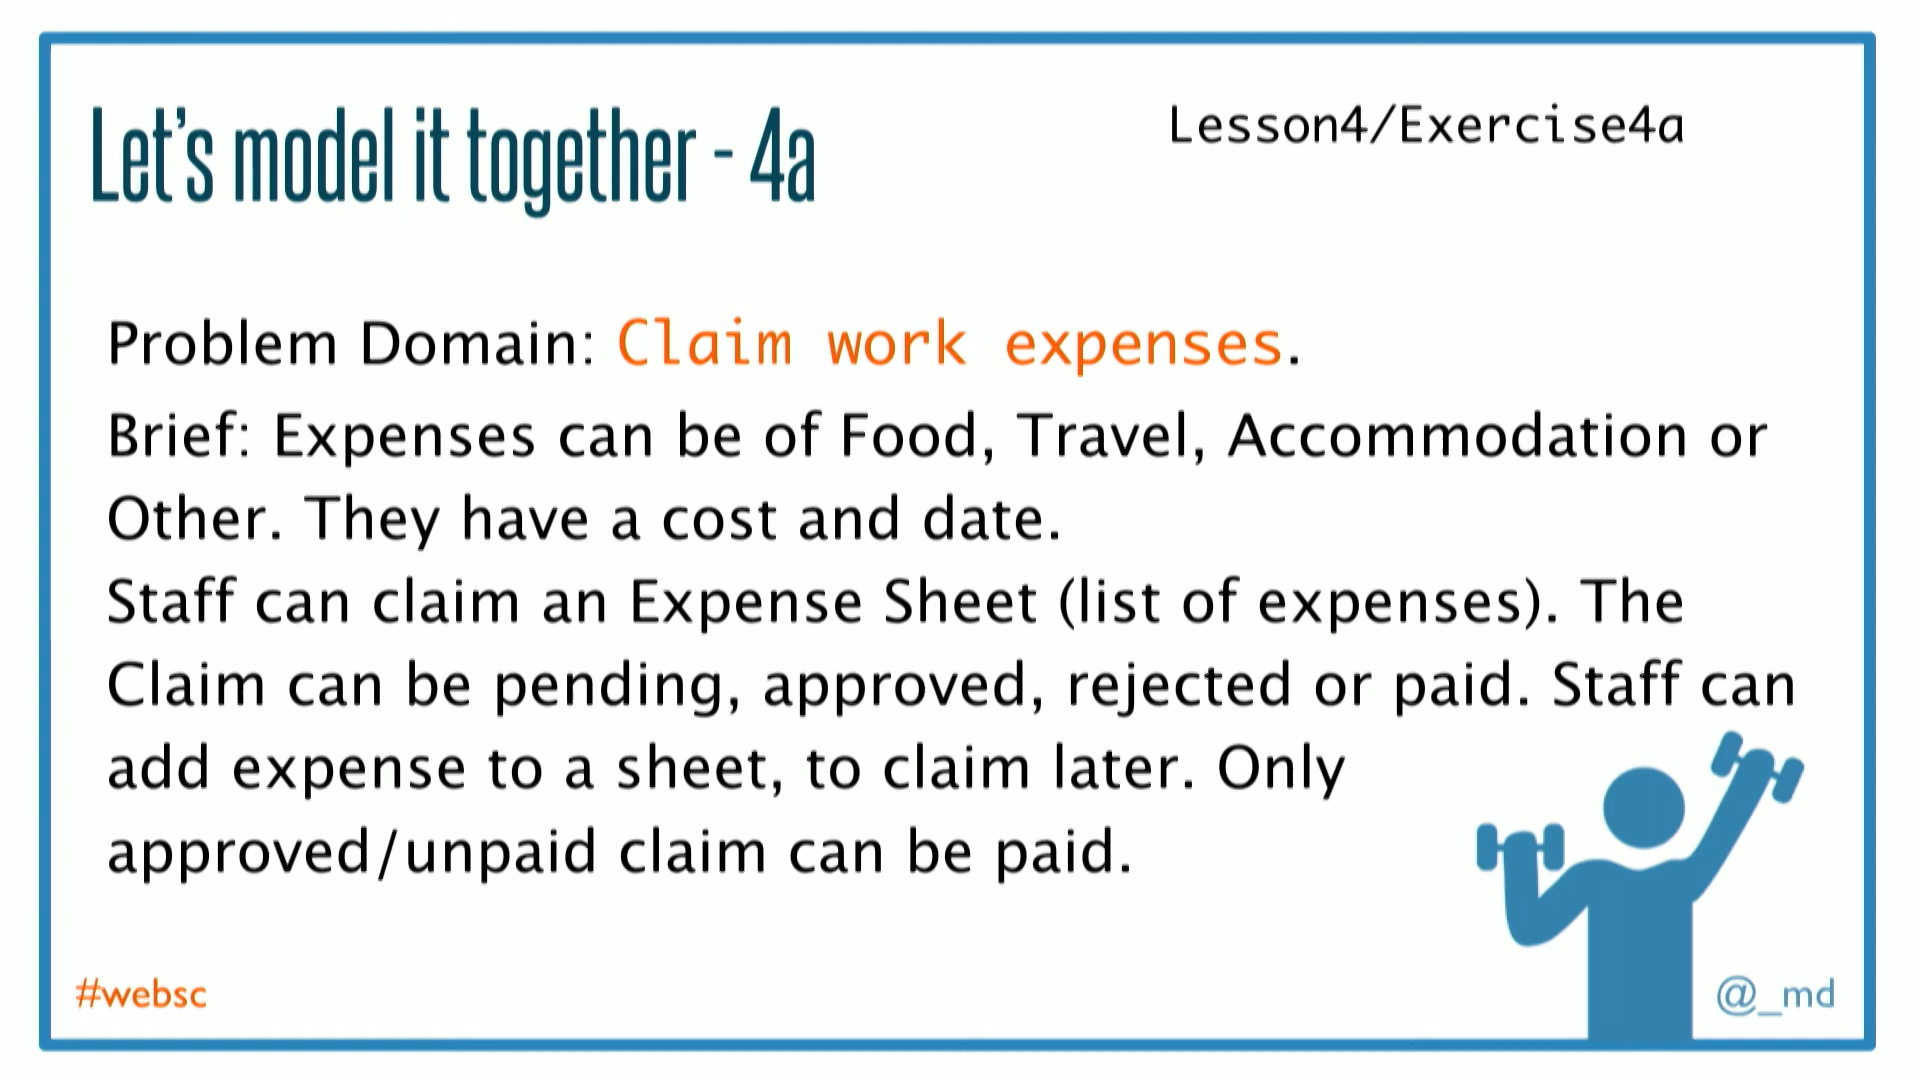 Let's model it together - 4a
Lesson4/Exercise4a
Problem Domain: Claim work expenses.
Brief: Expenses can be of Food, Travel, Accommodation or
Other. They have a cost and date.
Staff can claim an Expense Sheet (list of expenses). The
Claim can be pending, approved, rejected or paid. Staff can
add expense to a sheet, to claim later. Only
approved/unpaid claim can be paid.
#websc
@_md